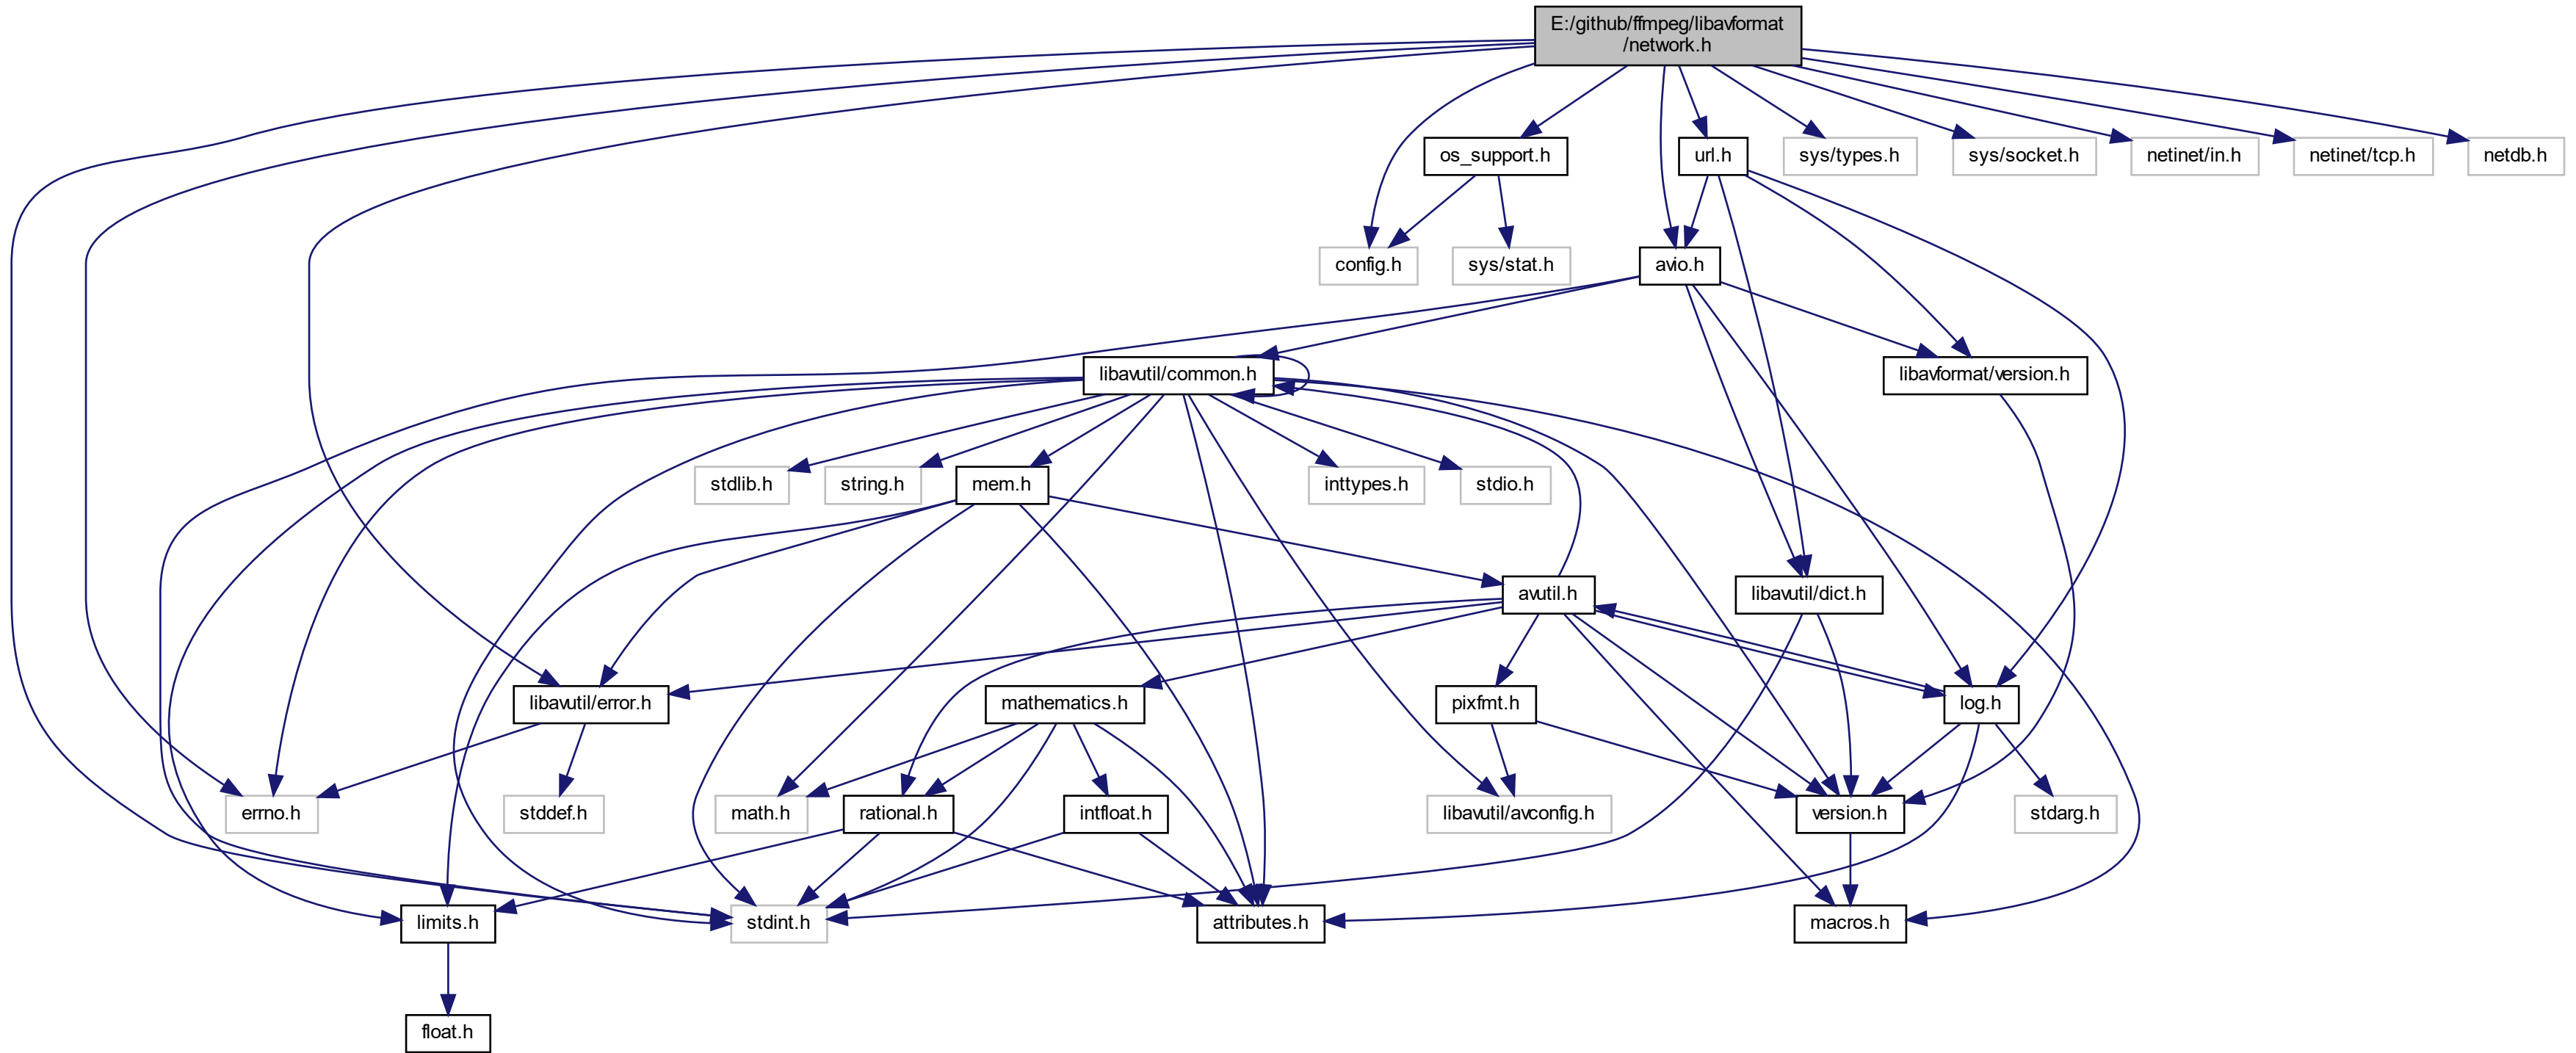 E:/github/ffmpeg/libavformat
/network.h
os_support.h
url.h
sys/types.h
sys/socket.h
netinet/in.h
netinet/tcp.h
netdb.h
config.h
sys/stat.h
avio.h
libavutil/common.h
libavformat/version.h
stdlib.h
string.h
mem.h
inttypes.h
stdio.h
avutil.h
libavutil/dict.h
libavutil/error.h
mathematics.h
pixfmt.h
log.h
errno.h
stddef.h
math.h
rational.h
intfloat.h
libavutil/avconfig.h
version.h
stdarg.h
limits.h
stdint.h
attributes.h
macros.h
float.h